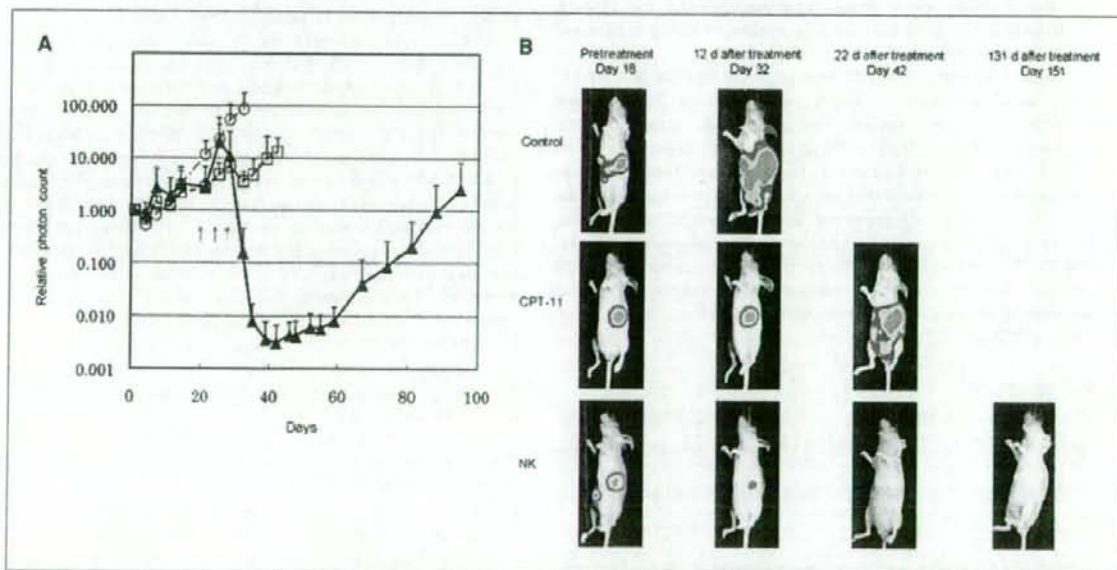 A
100.000
10.000
1.000
0.100
0.010
0.001
Relative photon count
↑ ↑ ↑
0 20 40 60 80 100
Days
B
Pretreatment
Day 18
12 d after treatment
Day 32
22 d after treatment
Day 42
131 d after treatment
Day 151
Control
CPT-11
NK